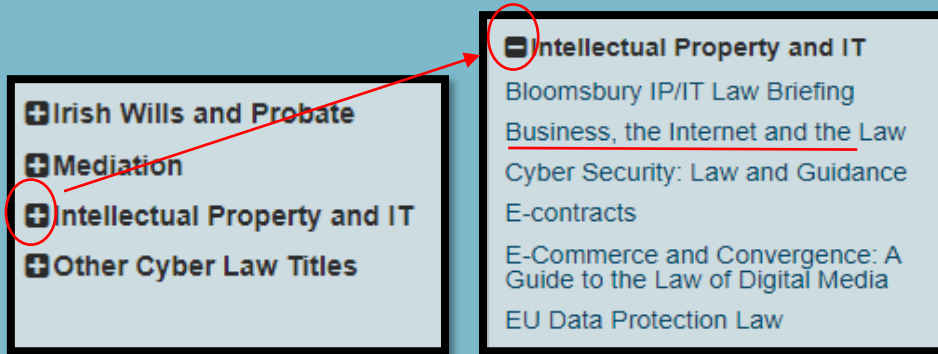 Irish Wills and Probate
Mediation
Intellectual Property and IT
Other Cyber Law Titles
Intellectual Property and IT
Bloomsbury IP/IT Law Briefing
Business, the Internet and the Law
Cyber Security: Law and Guidance
E-contracts
E-Commerce and Convergence: A
Guide to the Law of Digital Media
EU Data Protection Law